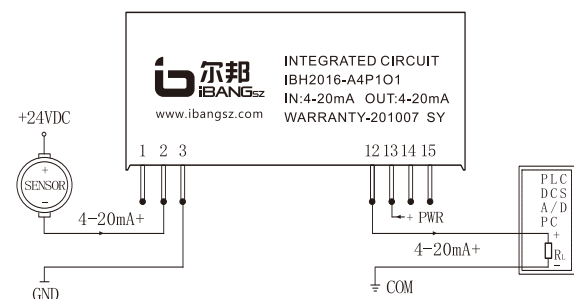 尔邦
iBANGSZ
www.ibangsz.com
INTEGRATED CIRCUIT
IBH2016-A4P1O1
IN:4-20mA OUT:4-20mA
WARRANTY-201007 SY
+24VDC
+
SENSOR
-
1 2 3
12 13 14 15
4-20mA+
GND
+ PWR
4-20mA+
COM
PLC
DCS
A/D
PC
+
RL
-